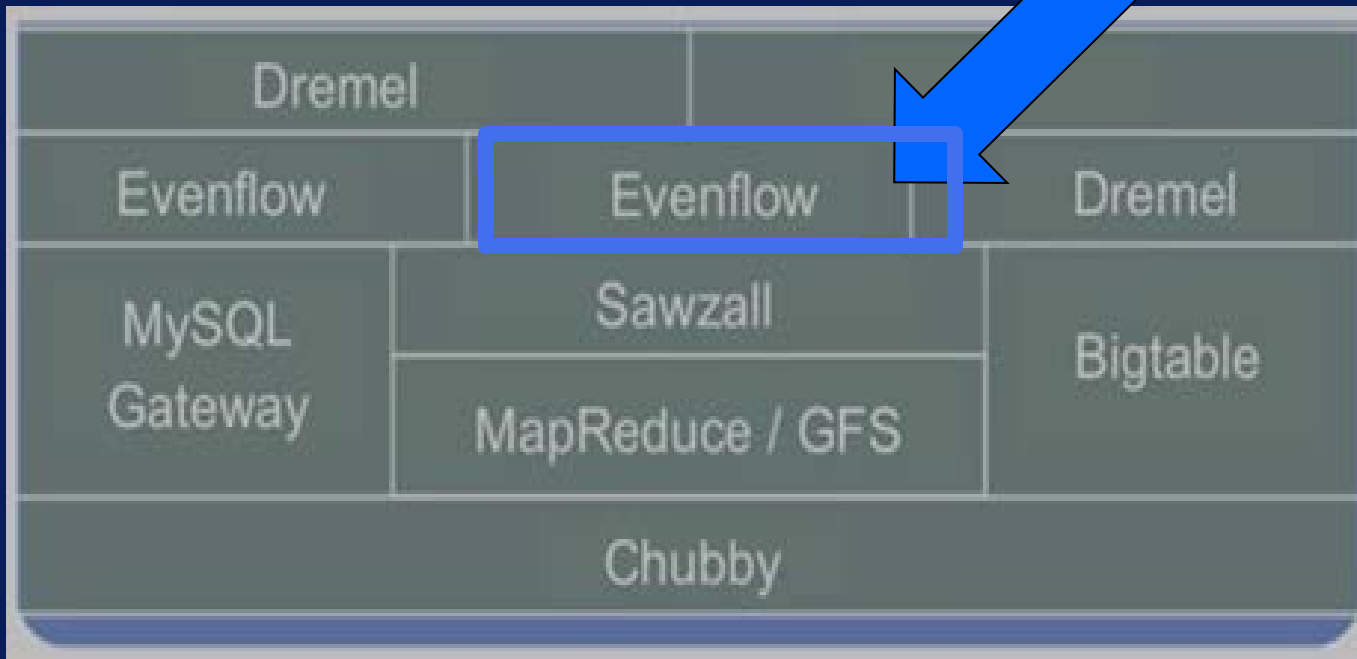 Dremel
Evenflow
Evenflow
Dremel
MySQL
Gateway
Sawzall
MapReduce / GFS
Bigtable
Chubby